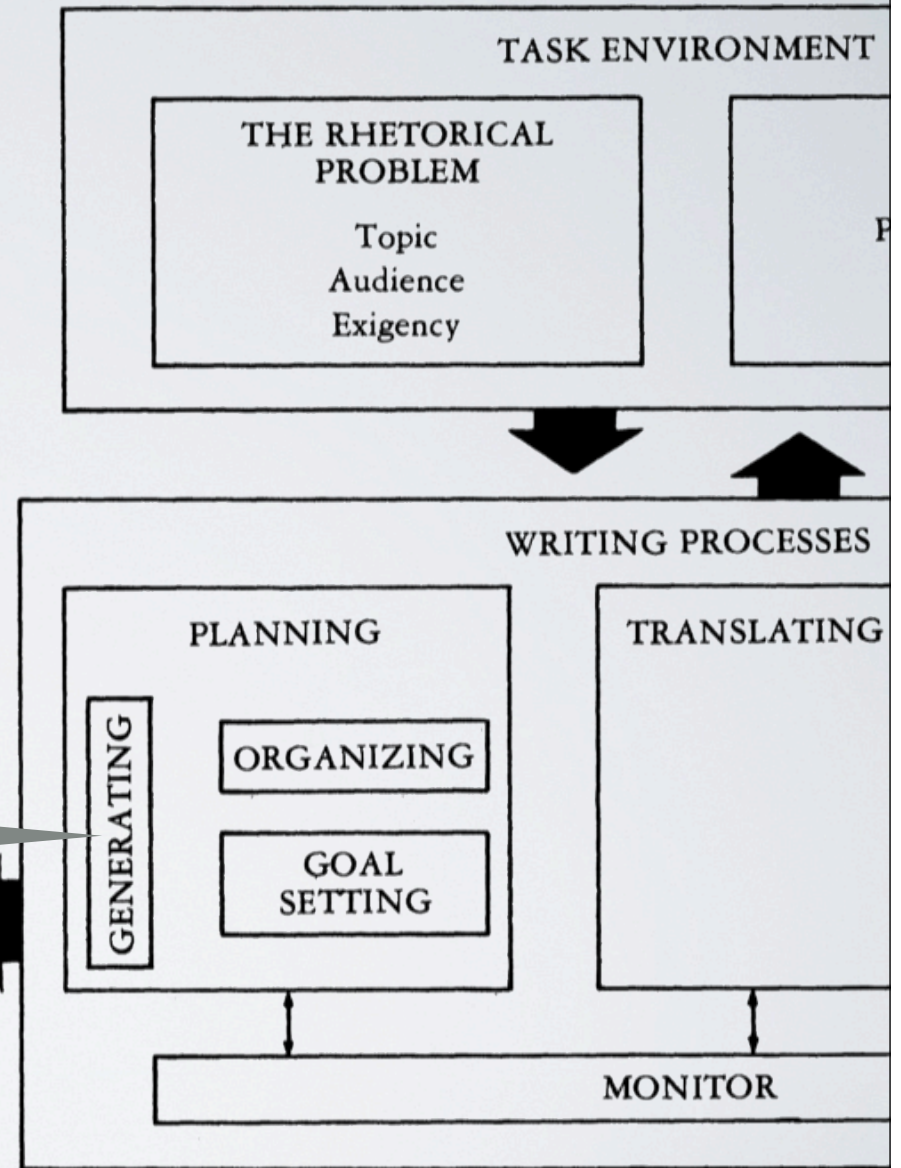 TASK ENVIRONMENT
THE RHETORICAL
PROBLEM
Topic
Audience
Exigency
P
WRITING PROCESSES
PLANNING
TRANSLATING
GENERATING
ORGANIZING
GOAL
SETTING
MONITOR